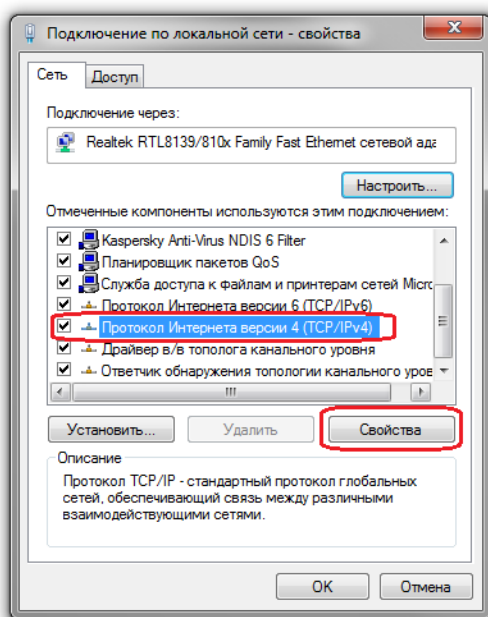 Подключение по локальной сети - свойства
Сеть
Доступ
Подключение через:
Realtek RTL8139/810x Family Fast Ethernet сетевой ада
Настроить...
Отмеченные компоненты используются этим подключением:
Kaspersky Anti-Virus NDIS 6 Filter
Планировщик пакетов QoS
Служба доступа к файлам и принтерам сетей Micro
Протокол Интернета версии 6 (TCP/IPv6)
Протокол Интернета версии 4 (TCP/IPv4)
Драйвер в/в тополога канального уровня
Ответчик обнаружения топологии канального уров
Установить...
Удалить
Свойства
Описание
Протокол TCP/IP - стандартный протокол глобальных
сетей, обеспечивающий связь между различными
взаимодействующими сетями.
OK
Отмена